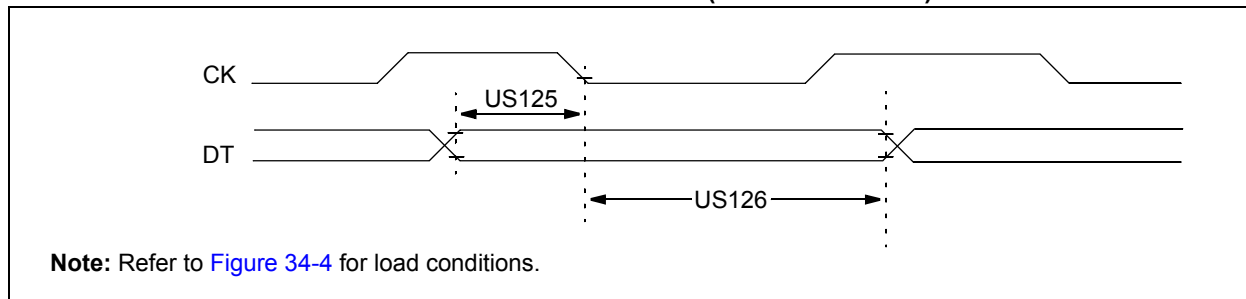 CK
US125
DT
US126
Note: Refer to Figure 34-4 for load conditions.